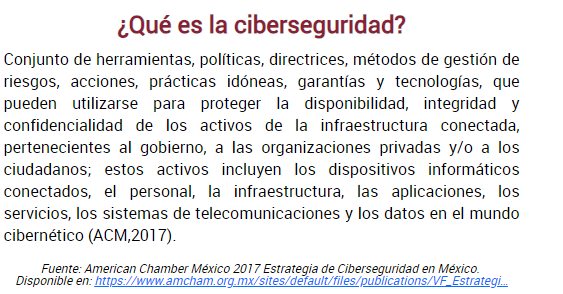 ¿Qué es la ciberseguridad?
Conjunto de herramientas, políticas, directrices, métodos de gestión de
riesgos, acciones, prácticas idóneas, garantías y tecnologías, que
pueden utilizarse para proteger la disponibilidad, integridad y
confidencialidad de los activos de la infraestructura conectada,
pertenecientes al gobierno, a las organizaciones privadas y/o a los
ciudadanos; estos activos incluyen los dispositivos informáticos
conectados, el personal, la infraestructura, las aplicaciones, los
servicios, los sistemas de telecomunicaciones y los datos en el mundo
cibernético (ACM,2017).
Fuente: American Chamber México 2017 Estrategia de Ciberseguridad en México.
Disponible en: https://www.amcham.org.mx/sites/default/files/publications/VF_Estrategi...